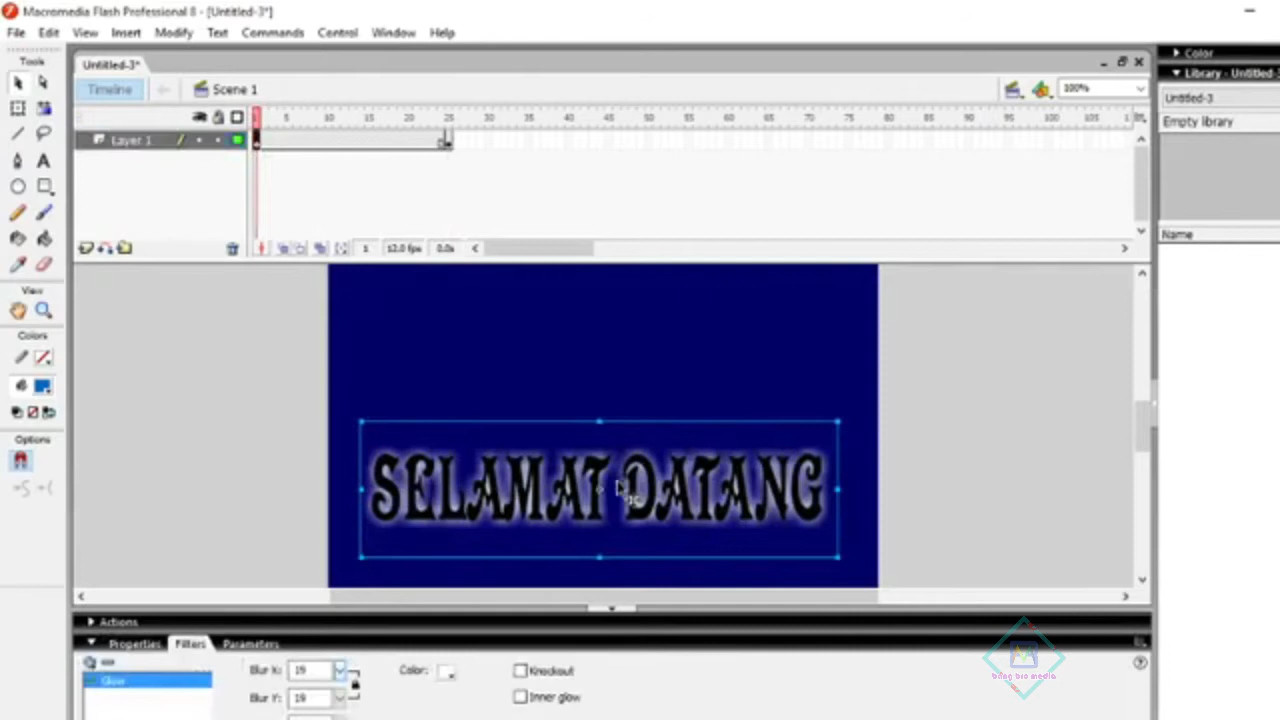 Macromedia Flash Professional 8 - [Untitled-3*]
File Edit View Insert Modify Text Commands Control Window Help
Tools
Untitled-3*
Timeline
Scene 1
100%
5 10 15 20 25 30 35 40 45 50 55 60 65 70 75 80 85 90 95 100 105 1
Layer 1
1 12.0 fps 0.0s
View
Colors
Options
Color
Library - Untitled-3
Untitled-3
Empty library
Name
SELAMAT DATANG
Actions
Properties Filters Parameters
Glow
Blur X: 19
Blur Y: 19
Color:
Knockout
Inner glow
bang bro media